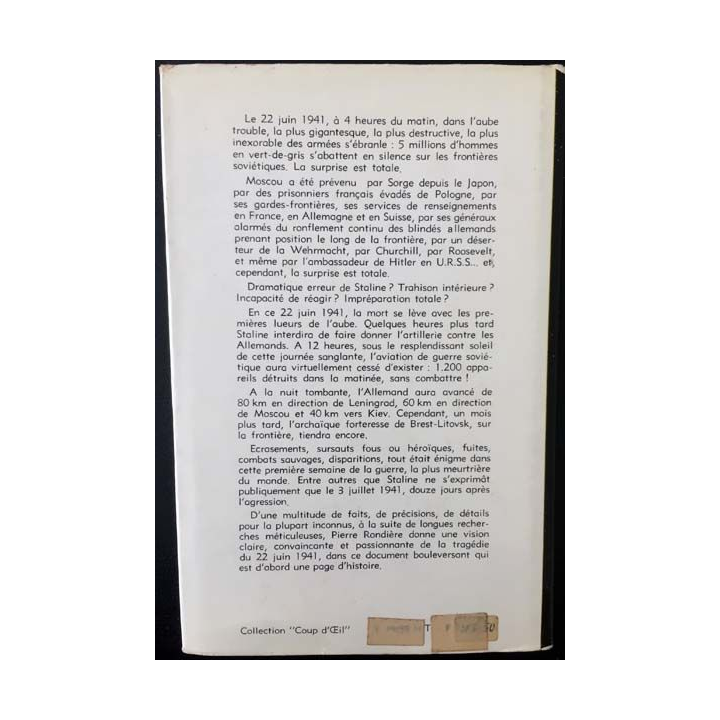 Le 22 juin 1941, à 4 heures du matin, dans l'aube
trouble, la plus gigantesque, la plus destructive, la plus
inexorable des armées s'ébranle : 5 millions d'hommes
en vert-de-gris s'abattent en silence sur les frontières
soviétiques. La surprise est totale.
Moscou a été prévenu par Sorge depuis le Japon,
par des prisonniers français évadés de Pologne, par
ses gardes-frontières, ses services de renseignements
en France, en Allemagne et en Suisse, par ses généraux
alarmés du ronflement continu des blindés allemands
prenant position le long de la frontière, par un déser-
teur de la Wehrmacht, par Churchill, par Roosevelt,
et même par l'ambassadeur de Hitler en U.R.S.S... et,
cependant, la surprise est totale.
Dramatique erreur de Staline ? Trahison intérieure ?
Incapacité de réagir ? Impréparation totale ?
En ce 22 juin 1941, la mort se lève avec les pre-
mières lueurs de l'aube. Quelques heures plus tard
Staline interdira de faire donner l'artillerie contre les
Allemands. A 12 heures, sous le resplendissant soleil
de cette journée sanglante, l'aviation de guerre sovié-
tique aura virtuellement cessé d'exister : 1.200 appa-
reils détruits dans la matinée, sans combattre !
A la nuit tombante, l'Allemand aura avancé de
80 km en direction de Leningrad, 60 km en direction
de Moscou et 40 km vers Kiev. Cependant, un mois
plus tard, l'archaïque forteresse de Brest-Litovsk, sur
la frontière, tiendra encore.
Ecrasements, sursauts fous ou héroïques, fuites,
combats sauvages, disparitions, tout était énigme dans
cette première semaine de la guerre, la plus meurtrière
du monde. Entre autres que Staline ne s'exprimât
publiquement que le 3 juillet 1941, douze jours après
l'agression.
D'une multitude de faits, de précisions, de détails
pour la plupart inconnus, à la suite de longues recher-
ches méticuleuses, Pierre Rondière donne une vision
claire, convaincante et passionnante de la tragédie
du 22 juin 1941, dans ce document bouleversant qui
est d'abord une page d'histoire.
Collection "Coup d'Œil" T 50